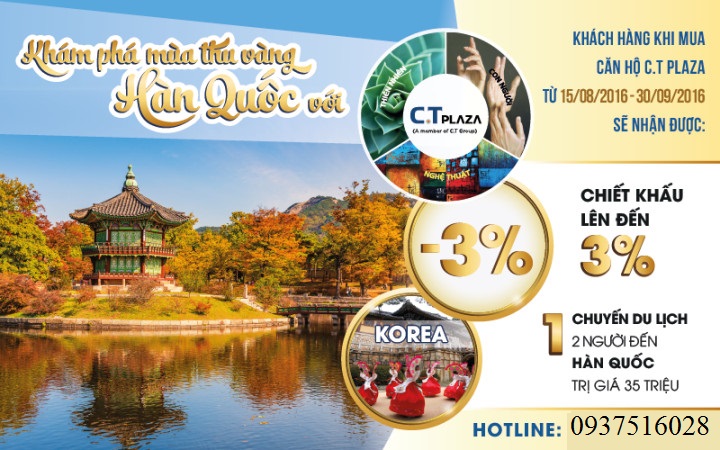 Khám phá mùa thu vàng
Hàn Quốc với
THIÊN NHIÊN
CON NGƯỜI
C.T PLAZA
(A member of C.T Group)
NGHỆ THUẬT
KHÁCH HÀNG KHI MUA
CĂN HỘ C.T PLAZA
TỪ 15/08/2016 -30/09/2016
SẼ NHẬN ĐƯỢC:
-3%
CHIẾT KHẤU
LÊN ĐẾN
3%
KOREA
1
CHUYẾN DU LỊCH
2 NGƯỜI ĐẾN
HÀN QUỐC
TRỊ GIÁ 35 TRIỆU
HOTLINE: 0937516028